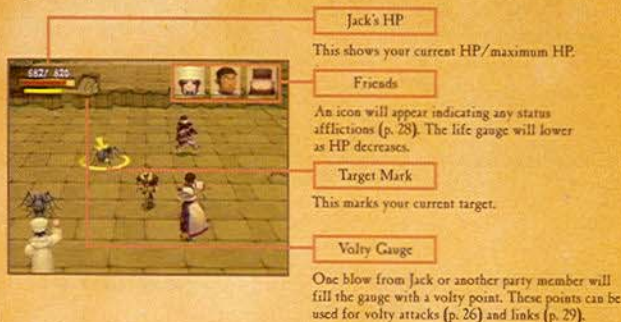 Jack's HP
This shows your current HP/maximum HP.
682/ 820
Friends
An icon will appear indicating any status
afflictions (p. 28). The life gauge will lower
as HP decreases.
Target Mark
This marks your current target.
Volty Gauge
One blow from Jack or another party member will
fill the gauge with a volty point. These points can be
used for volty attacks (p. 26) and links (p. 29).